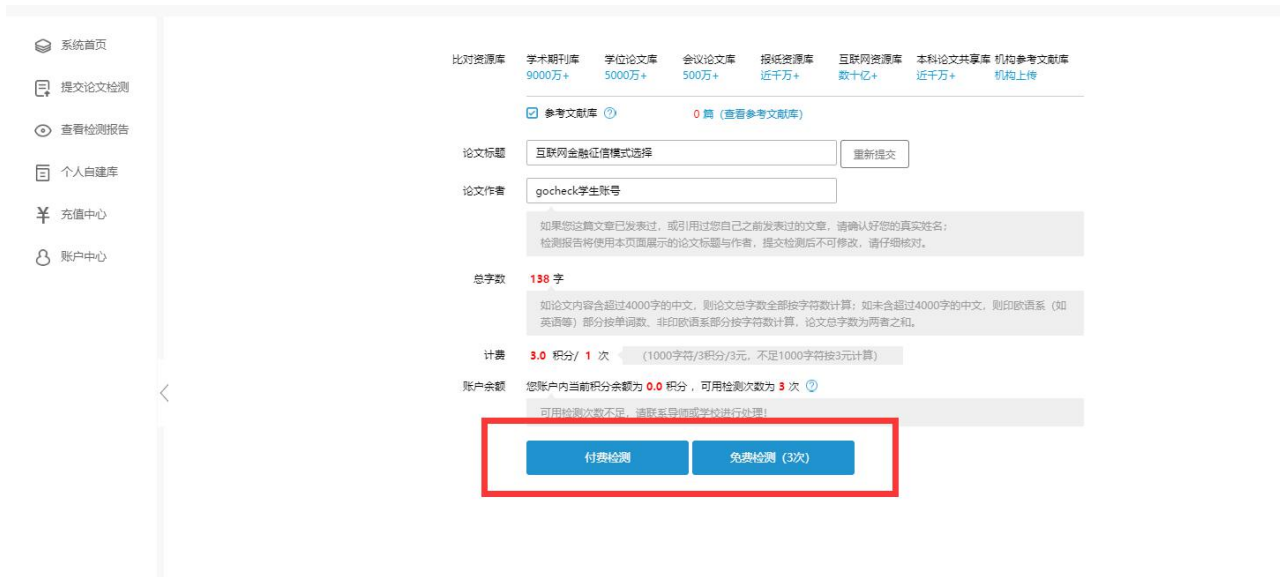 系统首页
提交论文检测
查看检测报告
个人自建库
充值中心
账户中心
比对资源库 学术期刊库 学位论文库 会议论文库 报纸资源库 互联网资源库 本科论文共享库 机构参考文献库
9000万+ 5000万+ 500万+ 近千万+ 数十亿+ 近千万+ 机构上传
参考文献库 0 篇 (查看参考文献库)
论文标题 互联网金融征信模式选择 重新提交
论文作者 gocheck学生账号
如果您这篇文章已发表过，或引用过您自己之前发表过的文章，请确认好您的真实姓名；
检测报告将使用本页面展示的论文标题与作者，提交检测后不可修改，请仔细核对。
总字数 138 字
如论文内容含超过4000字的中文，则论文总字数全部按字符数计算；如未含超过4000字的中文，则印欧语系（如
英语等）部分按单词数、非印欧语系部分按字符数计算，论文总字数为两者之和。
计费 3.0 积分/ 1 次 (1000字符/3积分/3元，不足1000字符按3元计算)
账户余额 您账户内当前积分余额为 0.0 积分 ，可用检测次数为 3 次
可用检测次数不足，请联系导师或学校进行处理！
付费检测 免费检测（3次）